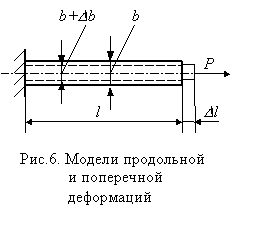 b+Δb b
P
l Δl
Рис.6. Модели продольной
и поперечной
деформаций